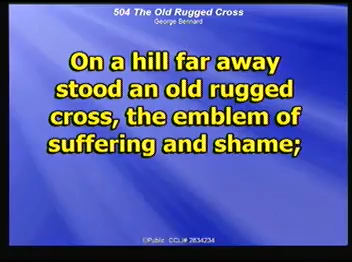 504 The Old Rugged Cross
George Bennard
On a hill far away
stood an old rugged
cross, the emblem of
suffering and shame;
©Public CCLI# 2634234